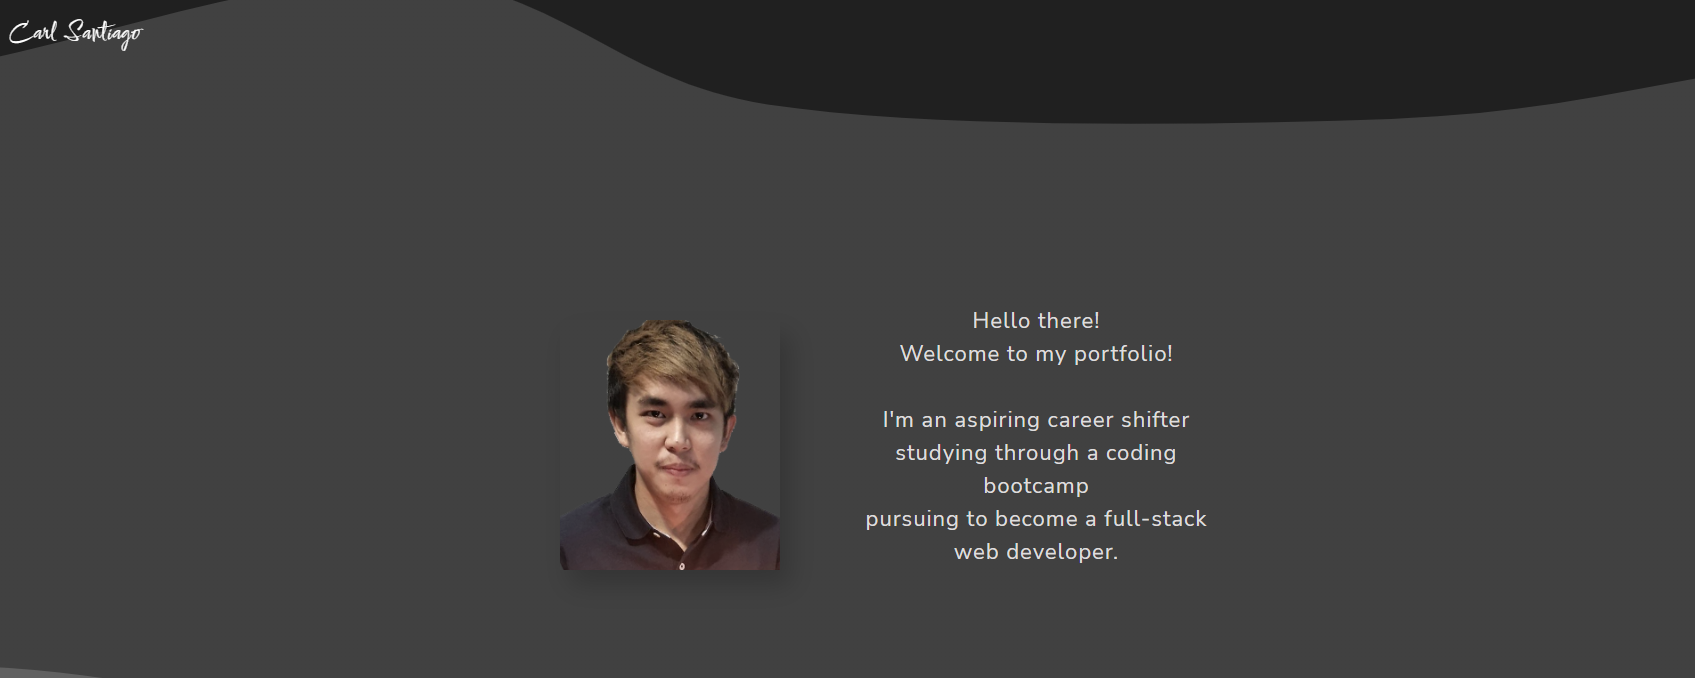 Carl Santiago
Hello there!
Welcome to my portfolio!
I'm an aspiring career shifter
studying through a coding
bootcamp
pursuing to become a full-stack
web developer.